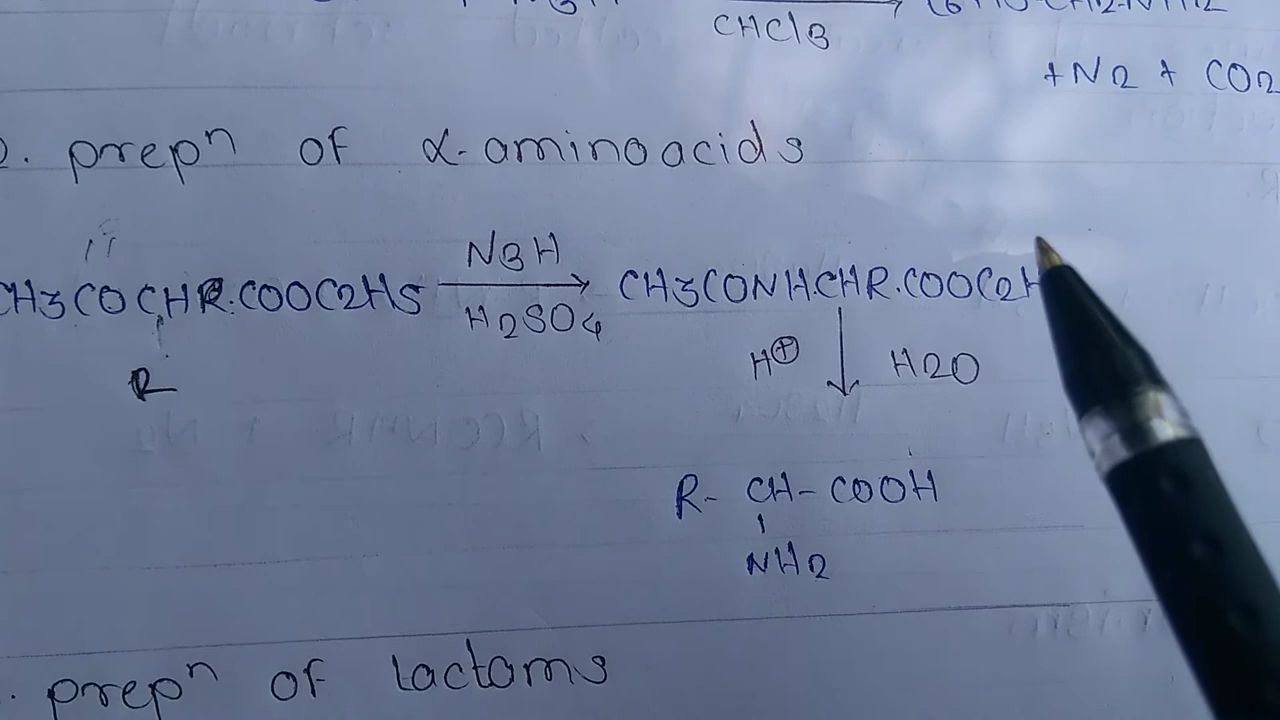 CHCl3
+N2 + CO2
2. prepn of α-aminoacids
CH3COCHR.COOC2H5 N3H H2SO4 CH3CONHCHR.COOC2H
R
H⊕ H2O
R- CH- COOH
NH2
. prepn of lactams